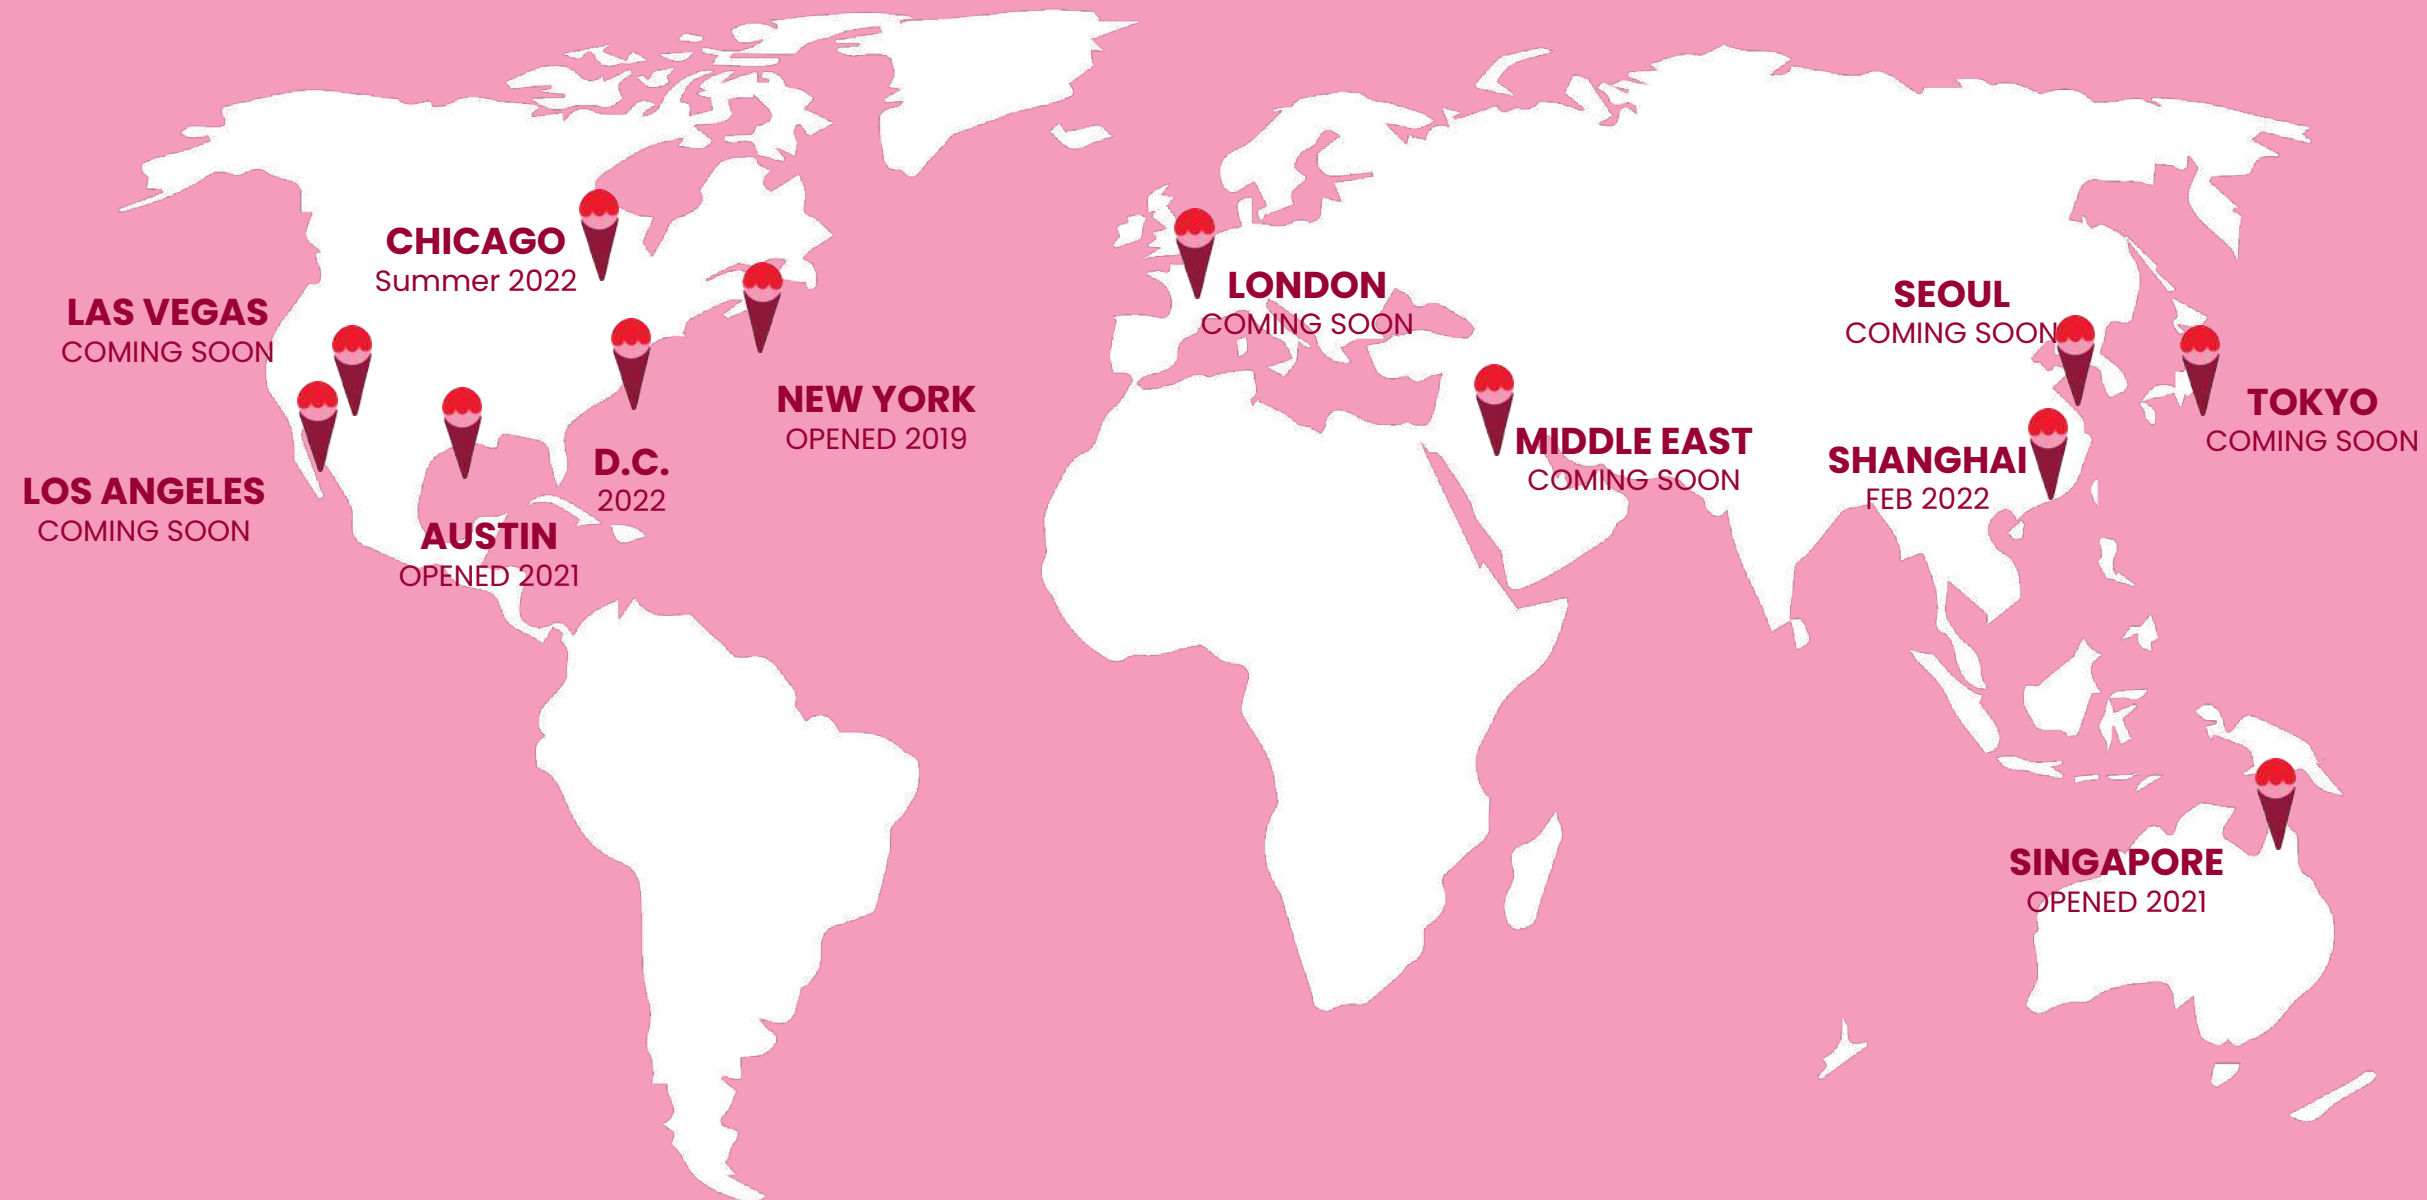 CHICAGO
Summer 2022
LAS VEGAS
COMING SOON
LONDON
COMING SOON
SEOUL
COMING SOON
NEW YORK
OPENED 2019
TOKYO
COMING SOON
MIDDLE EAST
COMING SOON
SHANGHAI
FEB 2022
D.C.
2022
LOS ANGELES
COMING SOON
AUSTIN
OPENED 2021
SINGAPORE
OPENED 2021